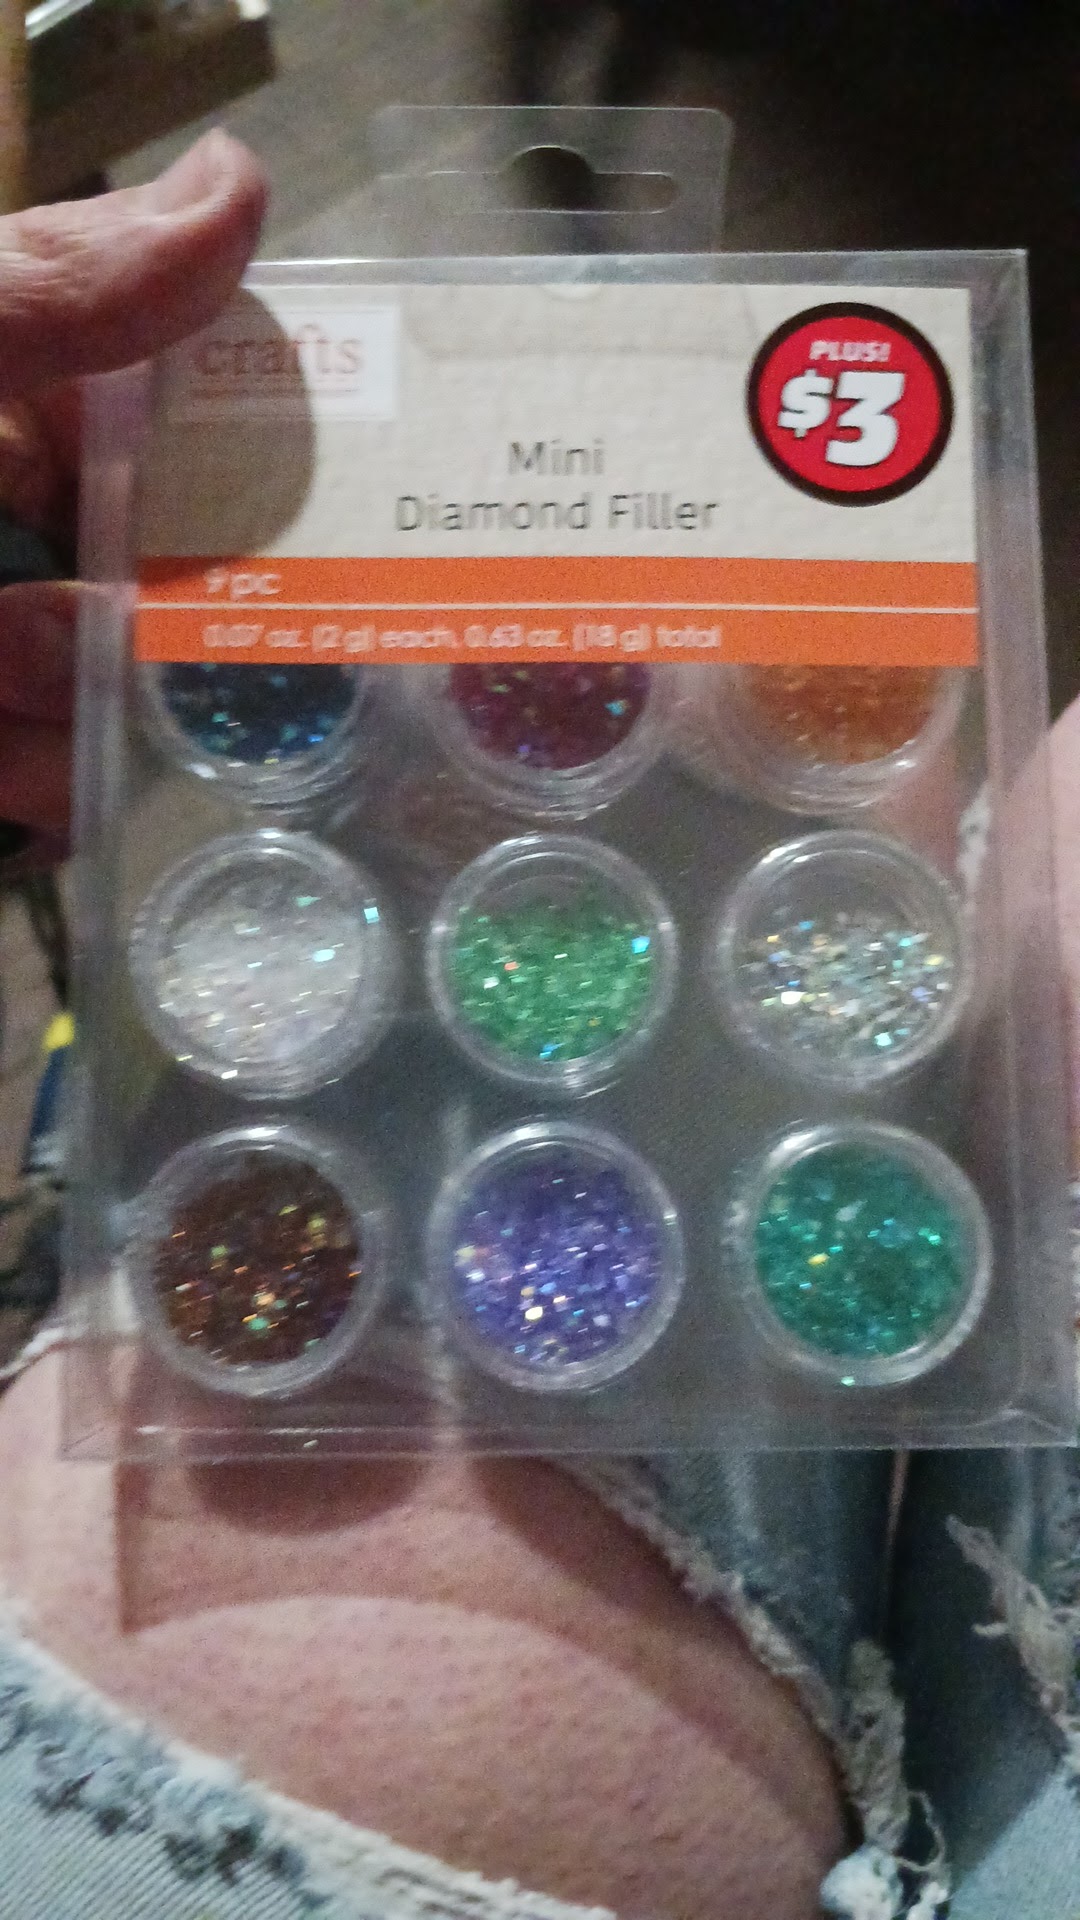 crafts
PLUS!
$3
Mini
Diamond Filler
9 pc
0.07 oz. (2 g) each, 0.63 oz. (18 g) total